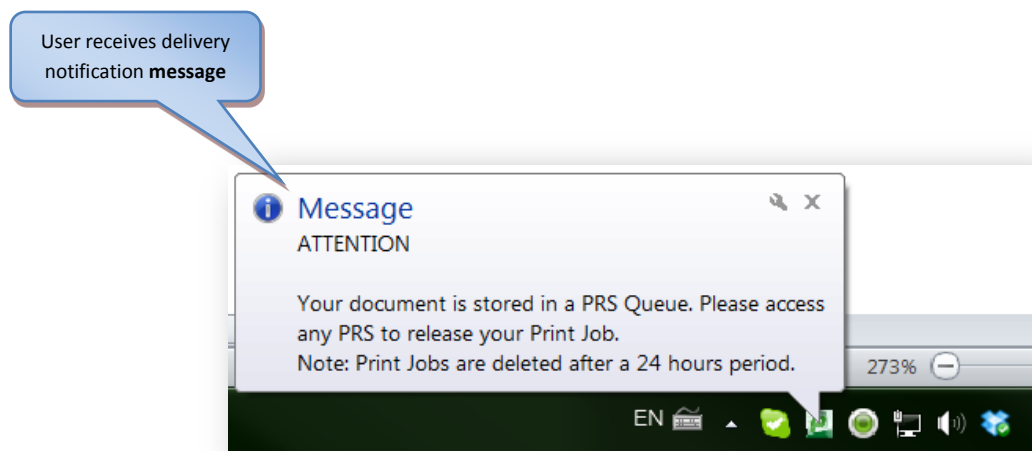 User receives delivery
notification message
Message
ATTENTION
Your document is stored in a PRS Queue. Please access
any PRS to release your Print Job.
Note: Print Jobs are deleted after a 24 hours period.
273%
EN